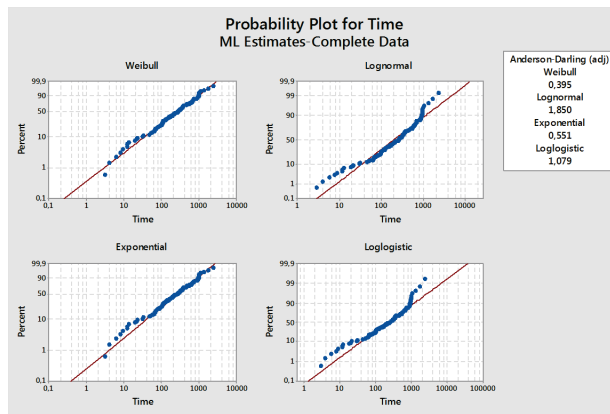 Probability Plot for Time
ML Estimates-Complete Data
Weibull
Lognormal
Percent
99,9
90
50
10
1
0,1
0,1
1
10
100
1000
10000
Time
Percent
99,9
99
90
50
10
1
0,1
1
10
100
1000
10000
Time
Exponential
Loglogistic
Percent
99,9
90
50
10
1
0,1
0,1
1
10
100
1000
10000
Time
Percent
99,9
99
90
50
10
1
0,1
1
10
100
1000
10000
Time
Anderson-Darling (adj)
Weibull
0,395
Lognormal
1,850
Exponential
0,551
Loglogistic
1,079